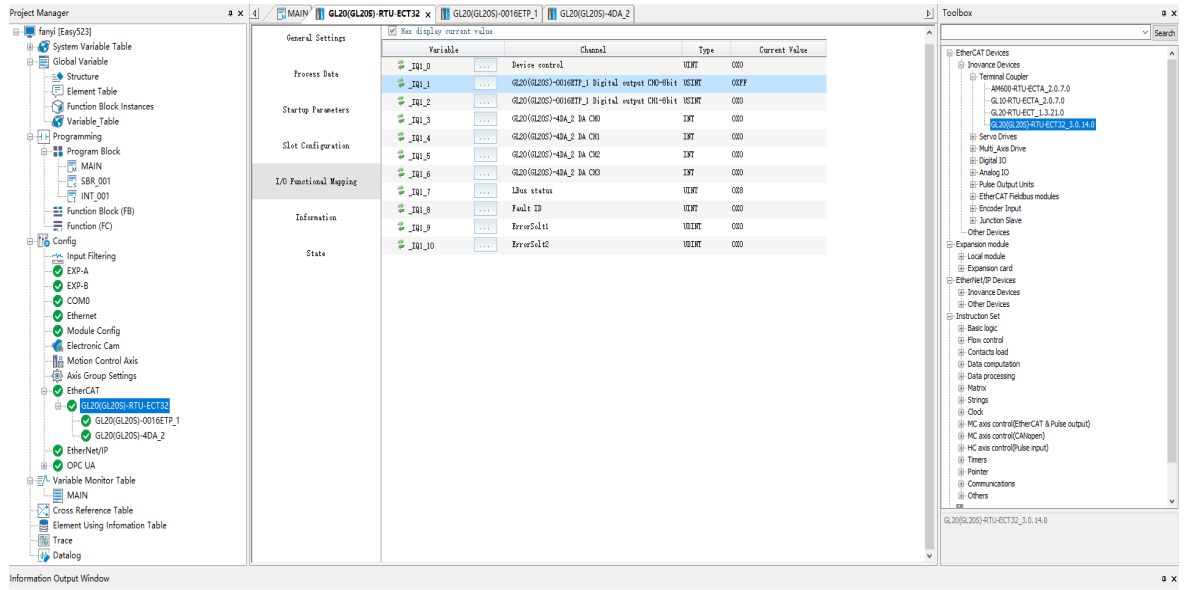 Project Manager
fanyi [Easy523]
System Variable Table
Global Variable
Structure
Element Table
Function Block Instances
Variable_Table
Programming
Program Block
MAIN
SBR_001
INT_001
Function Block (FB)
Function (FC)
Config
Input Filtering
EXP-A
EXP-B
COM0
Ethernet
Module Config
Electronic Cam
Motion Control Axis
Axis Group Settings
EtherCAT
GL20(GL20S)-RTU-ECT32
GL20(GL20S)-0016ETP_1
GL20(GL20S)-4DA_2
EtherNet/IP
OPC UA
Variable Monitor Table
MAIN
Cross Reference Table
Element Using Infomation Table
Trace
Datalog
MAIN GL20(GL20S)-RTU-ECT32 x GL20(GL20S)-0016ETP_1 GL20(GL20S)-4DA_2
General Settings
Process Data
Startup Parameters
Slot Configuration
I/O Functional Mapping
Information
State
Hex display current value
Variable Channel Type Current Value
_IQ1_0 ... Device control UINT 0X0
_IQ1_1 ... GL20(GL20S)-0016ETP_1 Digital output CH0-8bit USINT 0XFF
_IQ1_2 ... GL20(GL20S)-0016ETP_1 Digital output CH1-8bit USINT 0X0
_IQ1_3 ... GL20(GL20S)-4DA_2 DA CH0 INT 0X0
_IQ1_4 ... GL20(GL20S)-4DA_2 DA CH1 INT 0X0
_IQ1_5 ... GL20(GL20S)-4DA_2 DA CH2 INT 0X0
_IQ1_6 ... GL20(GL20S)-4DA_2 DA CH3 INT 0X0
_IQ1_7 ... LBus status UINT 0X8
_IQ1_8 ... Fault ID UINT 0X0
_IQ1_9 ... ErrorSolt1 UDINT 0X0
_IQ1_10 ... ErrorSolt2 UDINT 0X0
Toolbox
Search
EtherCAT Devices
Inovance Devices
Terminal Coupler
AM600-RTU-ECTA_2.0.7.0
GL10-RTU-ECTA_2.0.7.0
GL20-RTU-ECT_1.3.21.0
GL20(GL20S)-RTU-ECT32_3.0.14.0
Servo Drives
Multi_Axis Drive
Digital IO
Analog IO
Pulse Output Units
EtherCAT Fieldbus modules
Encoder Input
Junction Slave
Other Devices
Expansion module
Local module
Expansion card
EtherNet/IP Devices
Inovance Devices
Other Devices
Instruction Set
Basic logic
Flow control
Contacts load
Data computation
Data processing
Matrix
Strings
Clock
MC axis control(EtherCAT & Pulse output)
MC axis control(CANopen)
HC axis control(Pulse input)
Timers
Pointer
Communications
Others
GL20(GL20S)-RTU-ECT32_3.0.14.0
Information Output Window